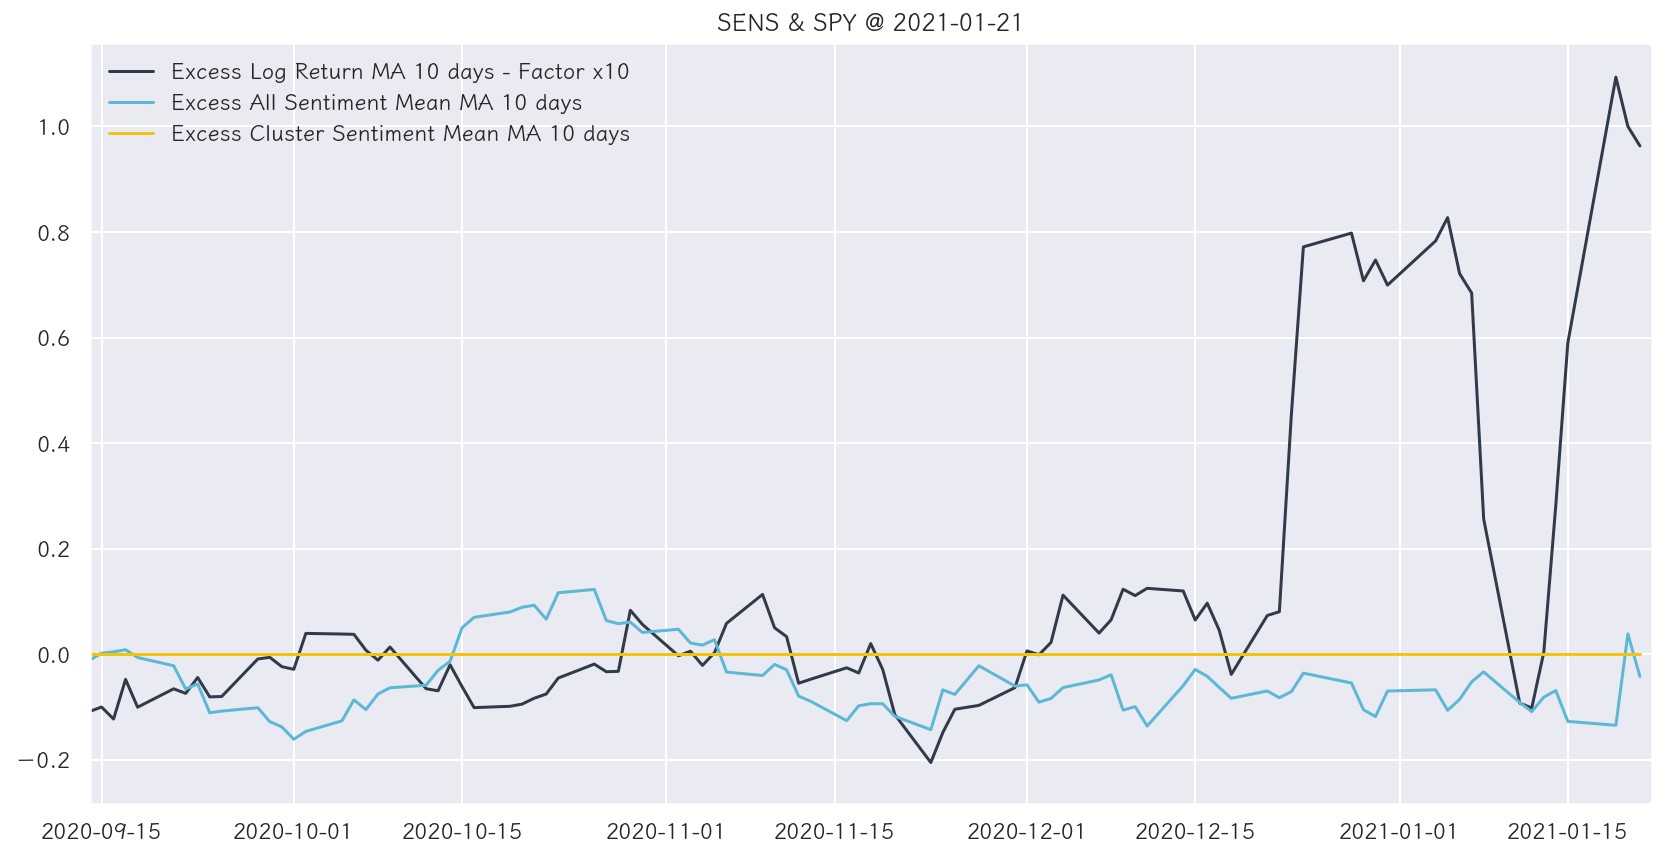 SENS & SPY @ 2021-01-21
Excess Log Return MA 10 days - Factor x10
Excess All Sentiment Mean MA 10 days
Excess Cluster Sentiment Mean MA 10 days
1.0
0.8
0.6
0.4
0.2
0.0
−0.2
2020-09-15 2020-10-01 2020-10-15 2020-11-01 2020-11-15 2020-12-01 2020-12-15 2021-01-01 2021-01-15